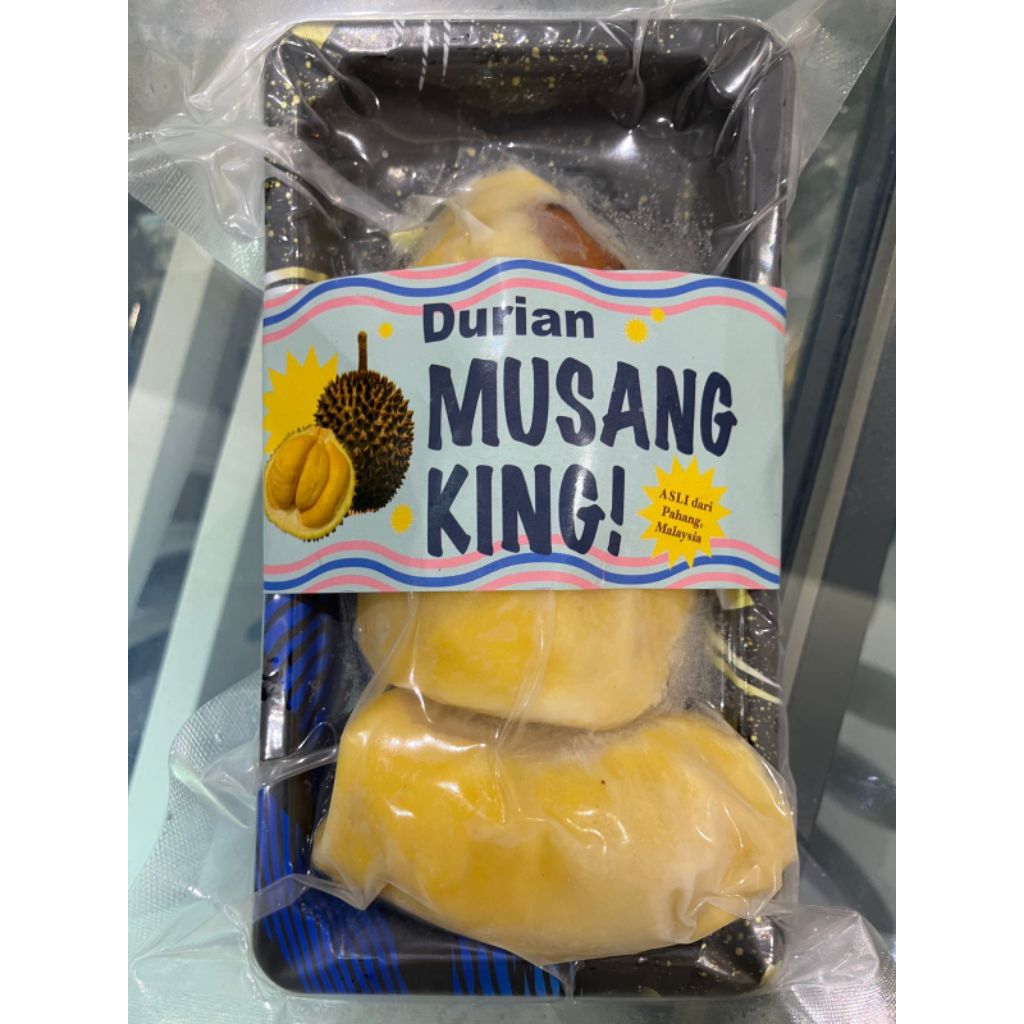 Durian
MUSANG
KING!
ASLI dari
Pahang,
Malaysia